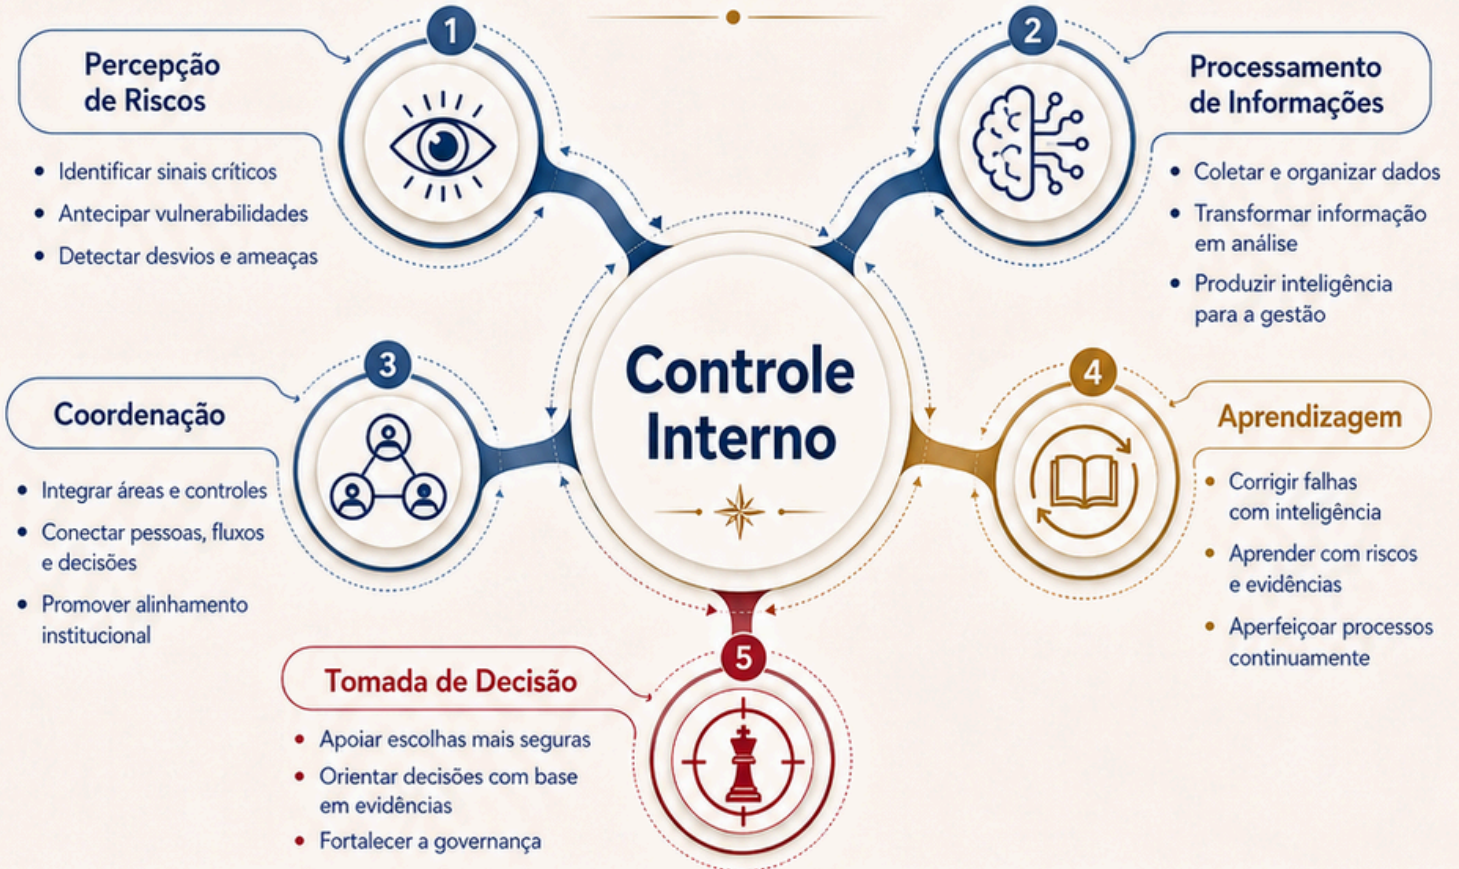 1
Percepção
de Riscos
• Identificar sinais críticos
• Antecipar vulnerabilidades
• Detectar desvios e ameaças
2
Processamento
de Informações
• Coletar e organizar dados
• Transformar informação
em análise
• Produzir inteligência
para a gestão
Controle
Interno
3
Coordenação
• Integrar áreas e controles
• Conectar pessoas, fluxos
e decisões
• Promover alinhamento
institucional
4
Aprendizagem
• Corrigir falhas
com inteligência
• Aprender com riscos
e evidências
• Aperfeiçoar processos
continuamente
5
Tomada de Decisão
• Apoiar escolhas mais seguras
• Orientar decisões com base
em evidências
• Fortalecer a governança